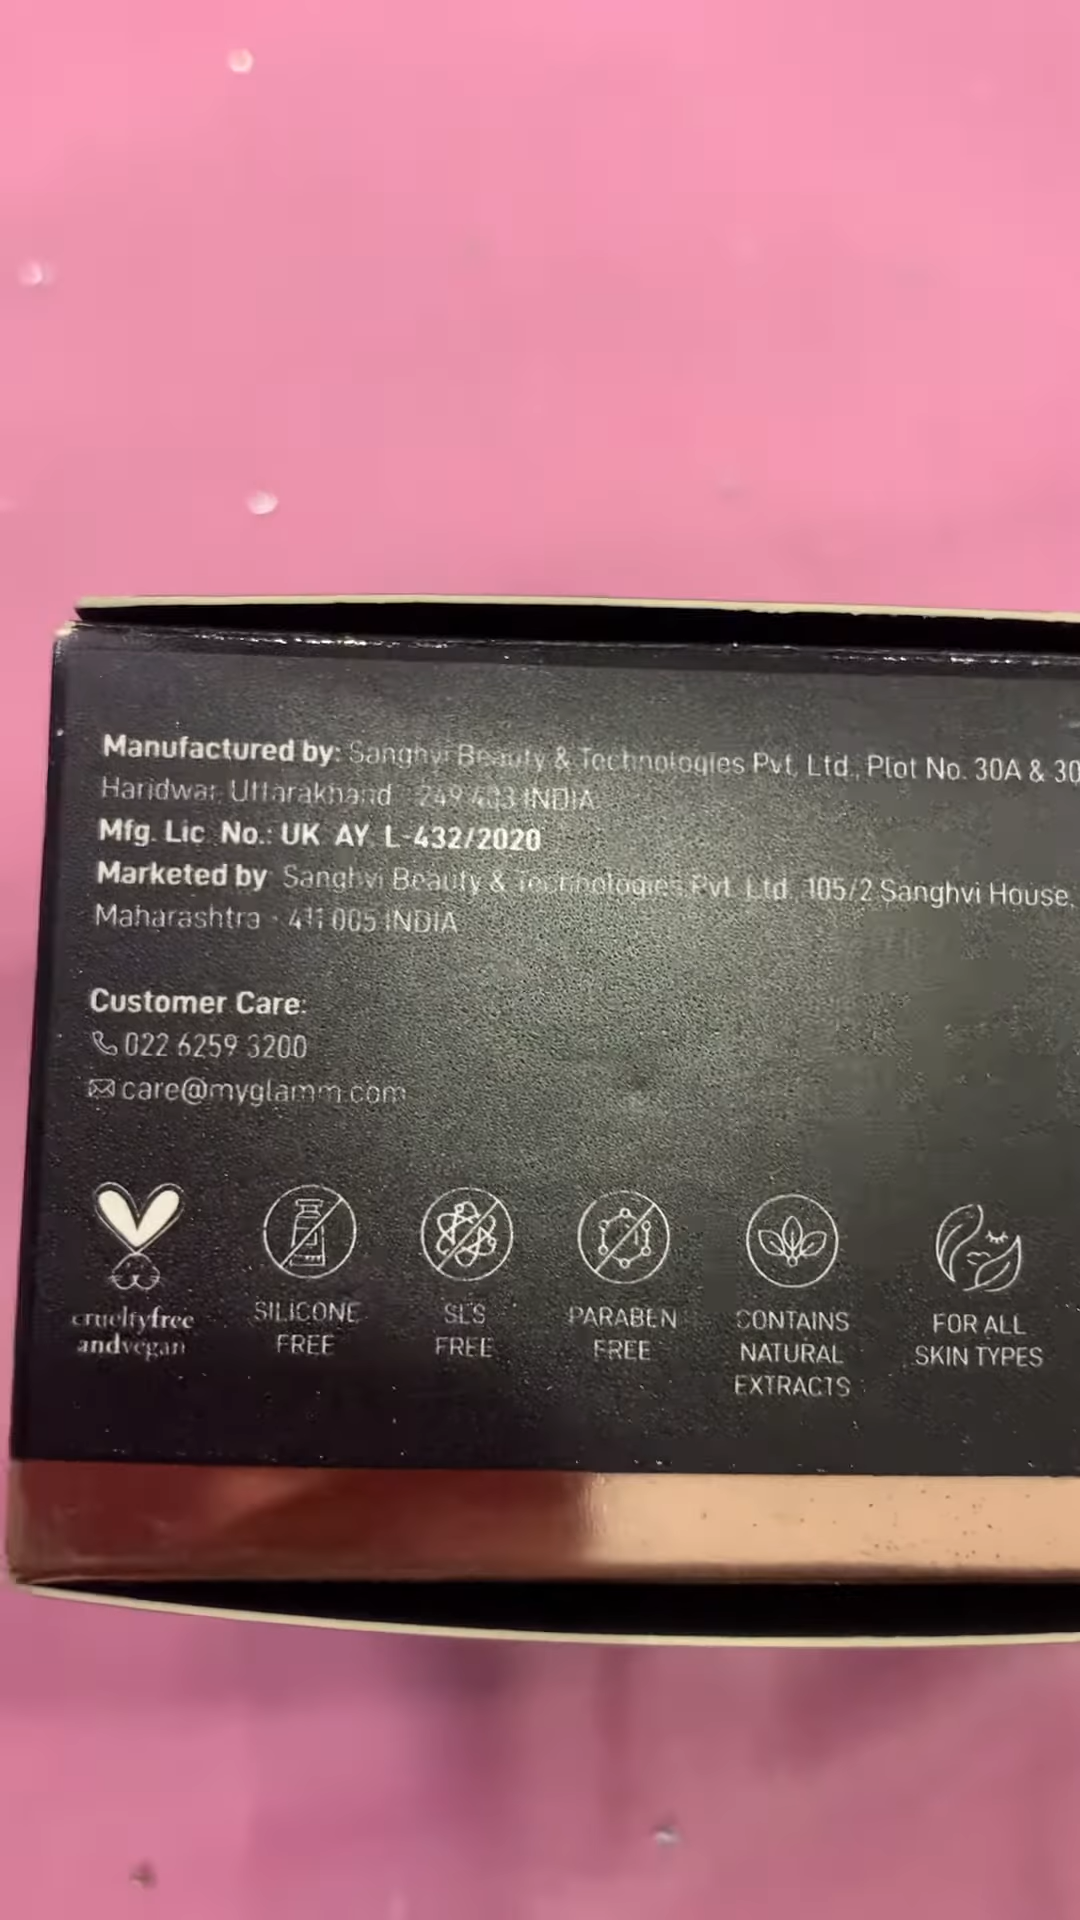 Manufactured by: Sanghvi Beauty & Technologies Pvt. Ltd., Plot No. 30A & 30
Haridwar, Uttarakhand - 249 403 INDIA
Mfg. Lic. No.: UK AY. L-432/2020
Marketed by Sanghvi Beauty & Technologies Pvt. Ltd. 105/2 Sanghvi House,
Maharashtra - 411 005 INDIA
Customer Care:
022 6259 3200
care@myglamm.com
crueltyfree
andvegan
SILICONE
FREE
SLS
FREE
PARABEN
FREE
CONTAINS
NATURAL
EXTRACTS
FOR ALL
SKIN TYPES